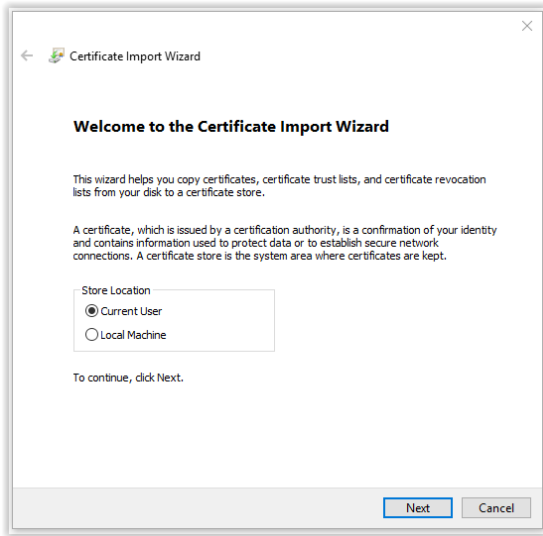 Certificate Import Wizard
Welcome to the Certificate Import Wizard
This wizard helps you copy certificates, certificate trust lists, and certificate revocation
lists from your disk to a certificate store.
A certificate, which is issued by a certification authority, is a confirmation of your identity
and contains information used to protect data or to establish secure network
connections. A certificate store is the system area where certificates are kept.
Store Location
Current User
Local Machine
To continue, click Next.
Next Cancel